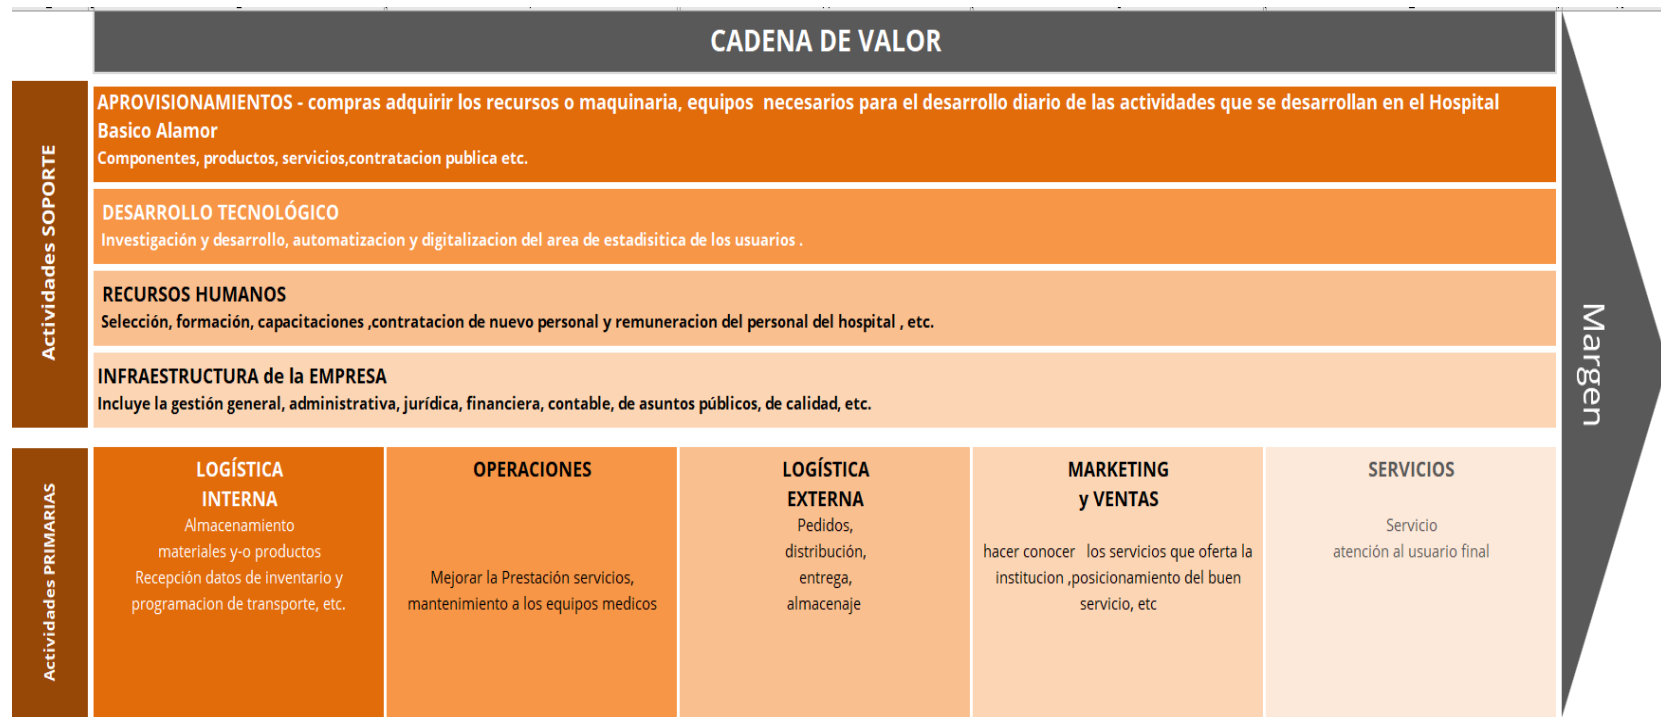 CADENA DE VALOR
Actividades SOPORTE
APROVISIONAMIENTOS - compras adquirir los recursos o maquinaria, equipos  necesarios para el desarrollo diario de las actividades que se desarrollan en el Hospital
Basico Alamor
Componentes, productos, servicios,contratacion publica etc.
DESARROLLO TECNOLÓGICO
Investigación y desarrollo, automatizacion y digitalizacion del area de estadisitica de los usuarios .
RECURSOS HUMANOS
Selección, formación, capacitaciones ,contratacion de nuevo personal y remuneracion del personal del hospital , etc.
INFRAESTRUCTURA de la EMPRESA
Incluye la gestión general, administrativa, jurídica, financiera, contable, de asuntos públicos, de calidad, etc.
Margen
Actividades PRIMARIAS
LOGÍSTICA
INTERNA
Almacenamiento
materiales y-o productos
Recepción datos de inventario y
programacion de transporte, etc.
OPERACIONES
Mejorar la Prestación servicios,
mantenimiento a los equipos medicos
LOGÍSTICA
EXTERNA
Pedidos,
distribución,
entrega,
almacenaje
MARKETING
y VENTAS
hacer conocer   los servicios que oferta la
institucion ,posicionamiento del buen
servicio, etc
SERVICIOS
Servicio
atención al usuario final